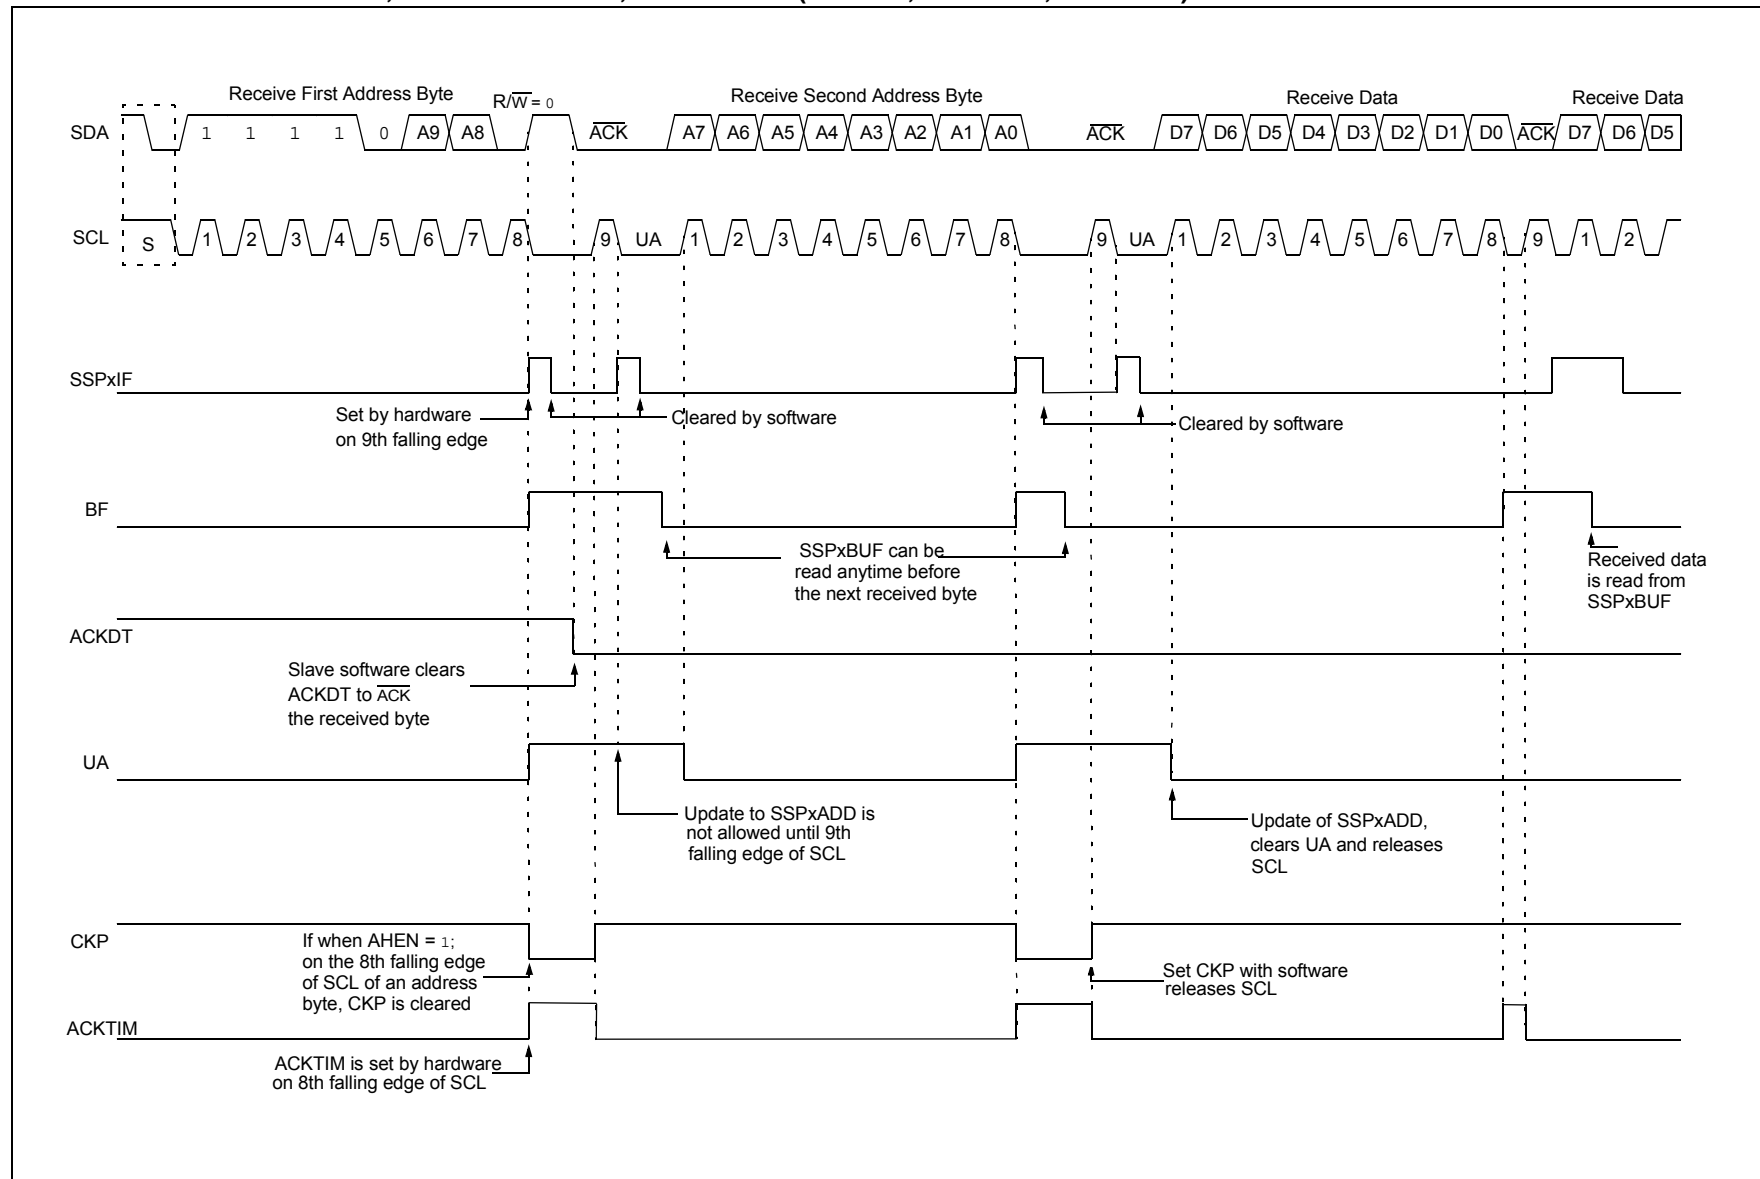 Receive First Address Byte R/W = 0 Receive Second Address Byte Receive Data Receive Data
SDA 1 1 1 1 0 A9 A8 ACK A7 A6 A5 A4 A3 A2 A1 A0 ACK D7 D6 D5 D4 D3 D2 D1 D0 ACK D7 D6 D5
SCL S 1 2 3 4 5 6 7 8 9 UA 1 2 3 4 5 6 7 8 9 UA 1 2 3 4 5 6 7 8 9 1 2
SSPxIF
Set by hardware
on 9th falling edge
Cleared by software
Cleared by software
BF
SSPxBUF can be
read anytime before
the next received byte
Received data
is read from
SSPxBUF
ACKDT
Slave software clears
ACKDT to ACK
the received byte
UA
Update to SSPxADD is
not allowed until 9th
falling edge of SCL
Update of SSPxADD,
clears UA and releases
SCL
CKP
If when AHEN = 1;
on the 8th falling edge
of SCL of an address
byte, CKP is cleared
Set CKP with software
releases SCL
ACKTIM
ACKTIM is set by hardware
on 8th falling edge of SCL